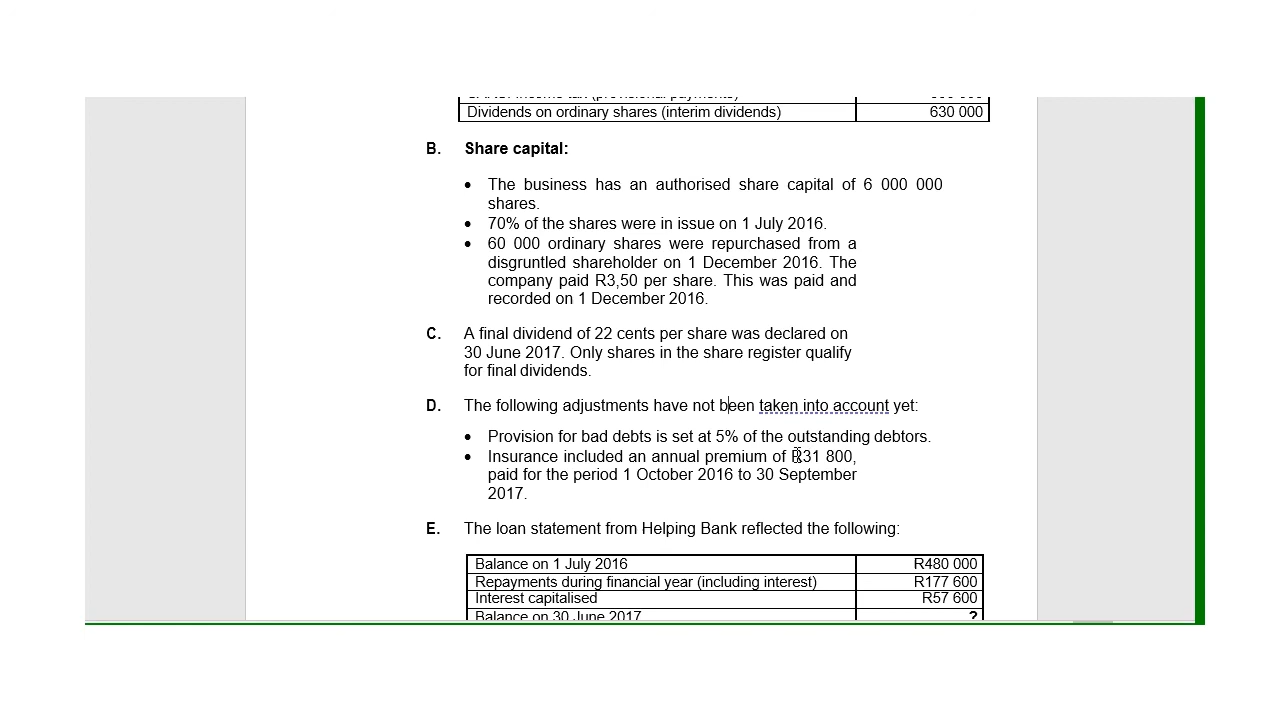 Dividends on ordinary shares (interim dividends) 630 000
B. Share capital:
• The business has an authorised share capital of 6 000 000
shares.
• 70% of the shares were in issue on 1 July 2016.
• 60 000 ordinary shares were repurchased from a
disgruntled shareholder on 1 December 2016. The
company paid R3,50 per share. This was paid and
recorded on 1 December 2016.
C. A final dividend of 22 cents per share was declared on
30 June 2017. Only shares in the share register qualify
for final dividends.
D. The following adjustments have not been taken into account yet:
• Provision for bad debts is set at 5% of the outstanding debtors.
• Insurance included an annual premium of R31 800,
paid for the period 1 October 2016 to 30 September
2017.
E. The loan statement from Helping Bank reflected the following:
Balance on 1 July 2016 R480 000
Repayments during financial year (including interest) R177 600
Interest capitalised R57 600
Balance on 30 June 2017 ?